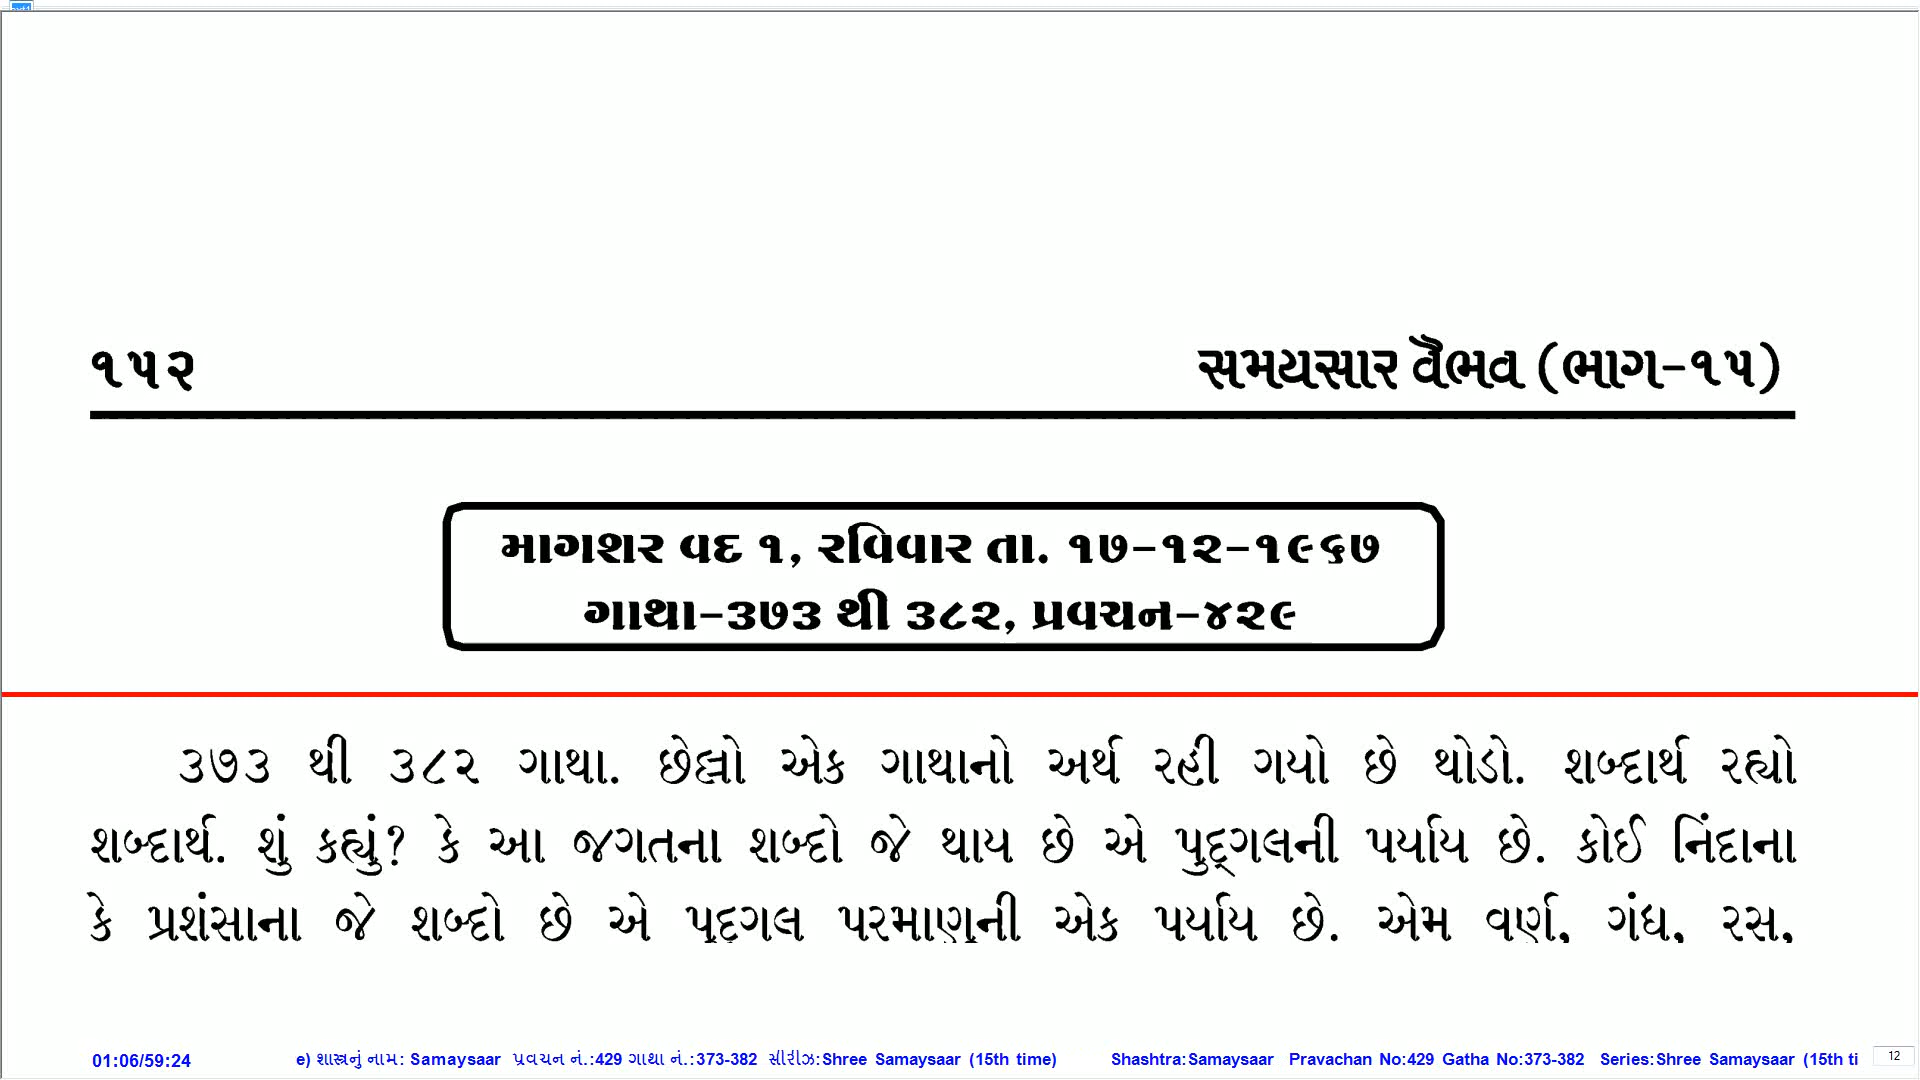 ૧૫૨
સમયસાર વૈભવ (ભાગ-૧૫)
માગશર વદ ૧, રવિવાર તા. ૧૭-૧૨-૧૯૬૭
ગાથા-૩૭૩ થી ૩૮૨, પ્રવચન-૪૨૯
૩૭૩ થી ૩૮૨ ગાથા. છેલ્લો એક ગાથાનો અર્થ રહી ગયો છે થોડો. શબ્દાર્થ રહ્યો
શબ્દાર્થ. શું કહ્યું? કે આ જગતના શબ્દો જે થાય છે એ પુદ્ગલની પર્યાય છે. કોઈ નિંદાના
કે પ્રશંસાના જે શબ્દો છે એ પુદ્ગલ પરમાણુની એક પર્યાય છે. એમ વર્ણ, ગંધ, રસ,
01:06/59:24
e) શાસ્ત્રનું નામ: Samaysaar પ્રવચન નં.:429 ગાથા નં.:373-382 સીરીઝ:Shree Samaysaar (15th time)
Shashtra:Samaysaar Pravachan No:429 Gatha No:373-382 Series:Shree Samaysaar (15th ti
12